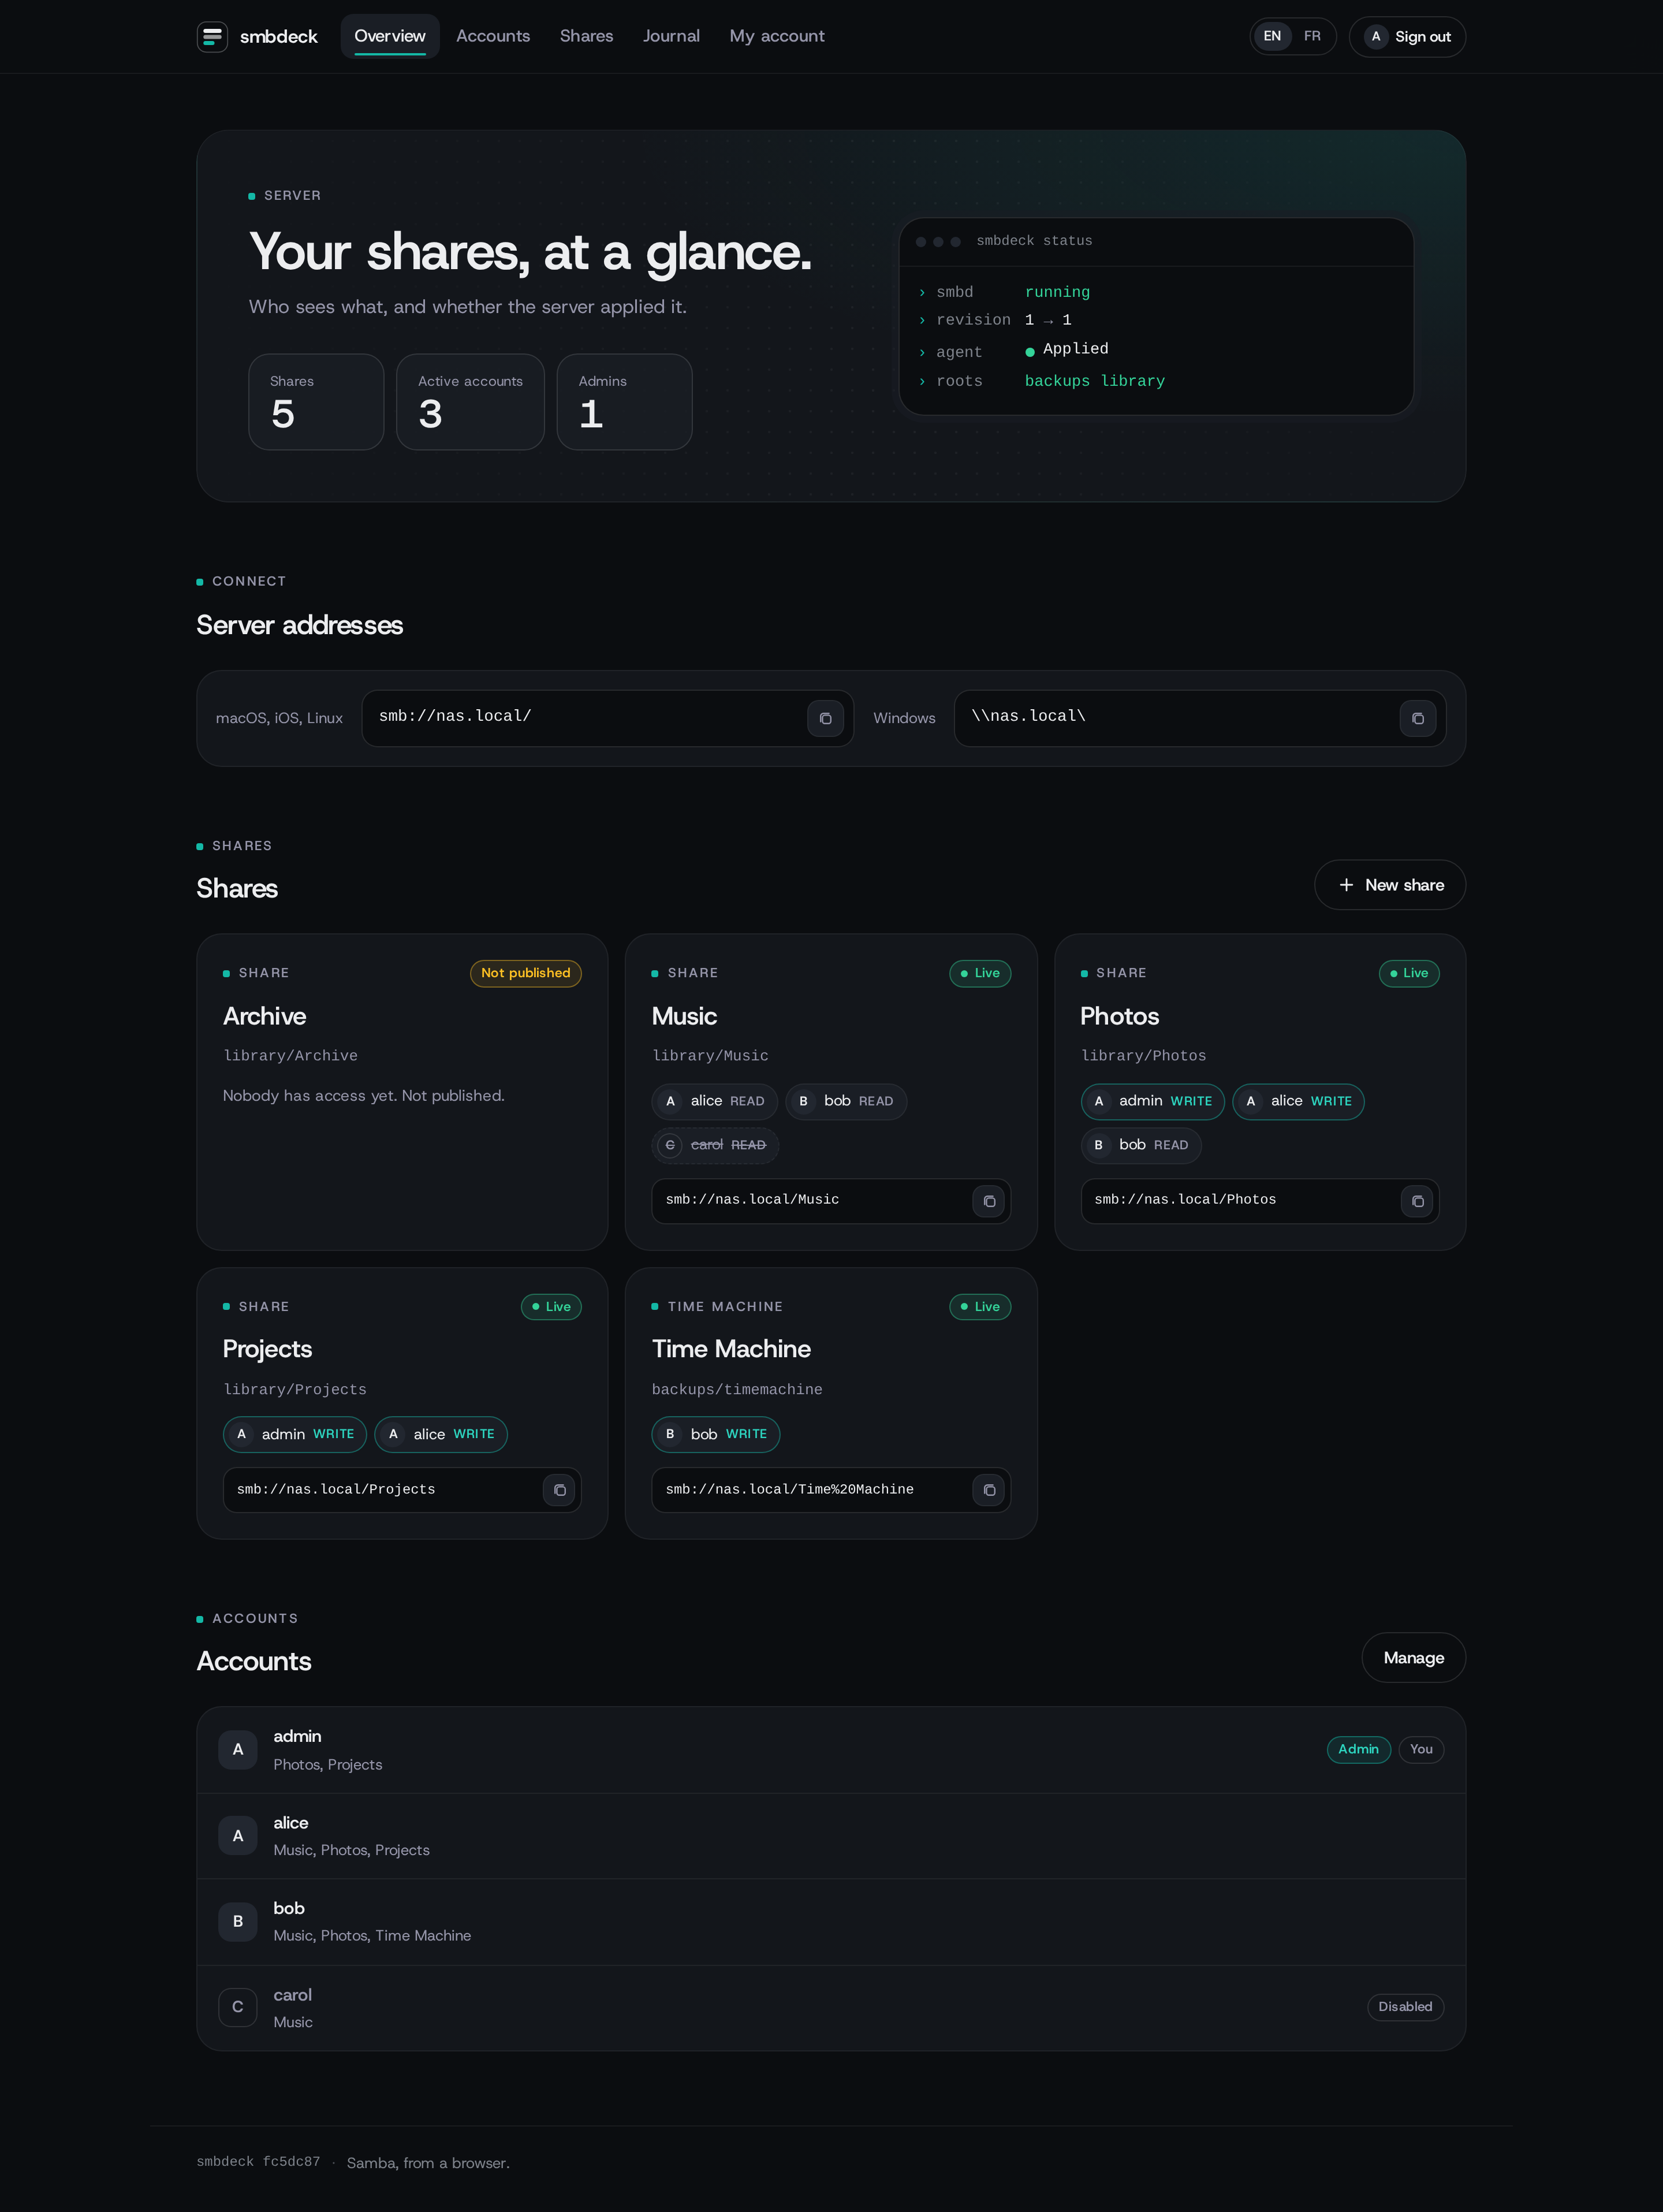 smbdeck Overview Accounts Shares Journal My account EN FR A Sign out
SERVER
Your shares, at a glance.
Who sees what, and whether the server applied it.
Shares Active accounts Admins
5 3 1
smbdeck status
› smbd running
› revision 1 → 1
› agent Applied
› roots backups library
CONNECT
Server addresses
macOS, iOS, Linux smb://nas.local/ Windows \\nas.local\
SHARES
Shares
+ New share
SHARE Not published
Archive
library/Archive
Nobody has access yet. Not published.
SHARE Live
Music
library/Music
A alice READ B bob READ
C carol READ
smb://nas.local/Music
SHARE Live
Photos
library/Photos
A admin WRITE A alice WRITE
B bob READ
smb://nas.local/Photos
SHARE Live
Projects
library/Projects
A admin WRITE A alice WRITE
smb://nas.local/Projects
TIME MACHINE Live
Time Machine
backups/timemachine
B bob WRITE
smb://nas.local/Time%20Machine
ACCOUNTS
Accounts
Manage
A admin Admin You
Photos, Projects
A alice
Music, Photos, Projects
B bob
Music, Photos, Time Machine
C carol Disabled
Music
smbdeck fc5dc87 · Samba, from a browser.